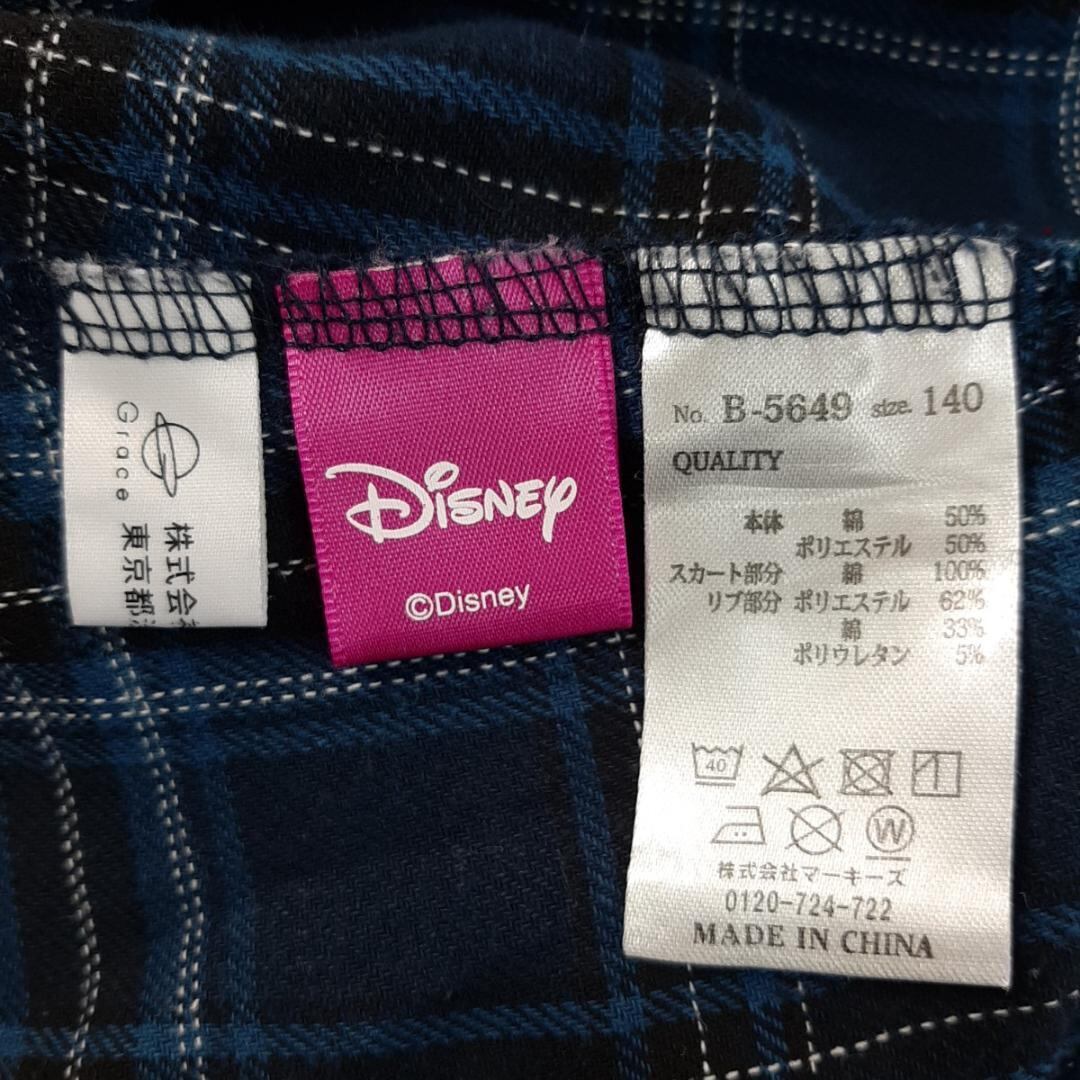 Grace
株式会
東京都
Disney
©Disney
No. B-5649 size. 140
QUALITY
本体 綿 50%
ポリエステル 50%
スカート部分 綿 100%
リブ部分 ポリエステル 62%
綿 33%
ポリウレタン 5%
40
W
株式会社マーキーズ
0120-724-722
MADE IN CHINA